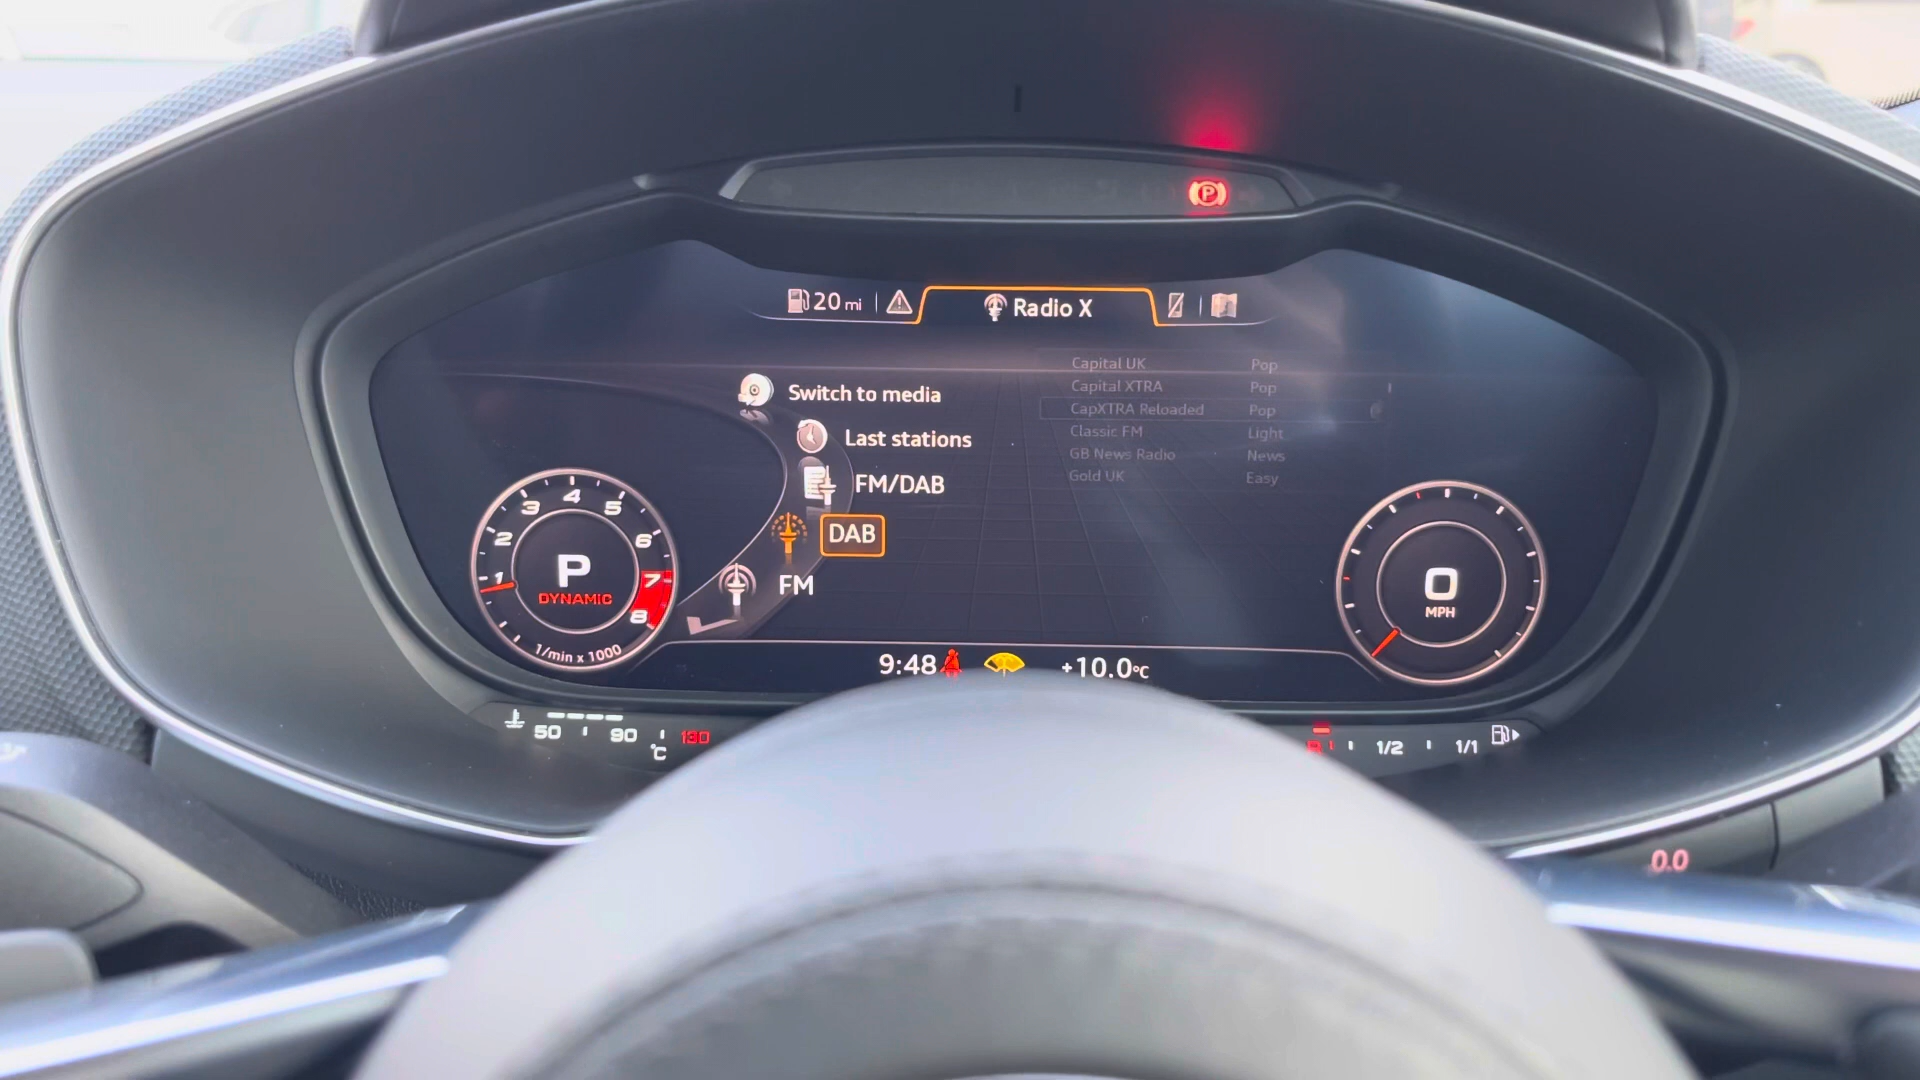 P
20 mi
Radio X
Capital UK Pop
Capital XTRA Pop
CapXTRA Reloaded Pop
Classic FM Light
GB News Radio News
Gold UK Easy
Switch to media
Last stations
FM/DAB
DAB
FM
1 2 3 4 5 6 7 8
P
DYNAMIC
1/min x 1000
0
MPH
9:48
+10.0°C
50 90 130
°C
1/2 1/1
0.0